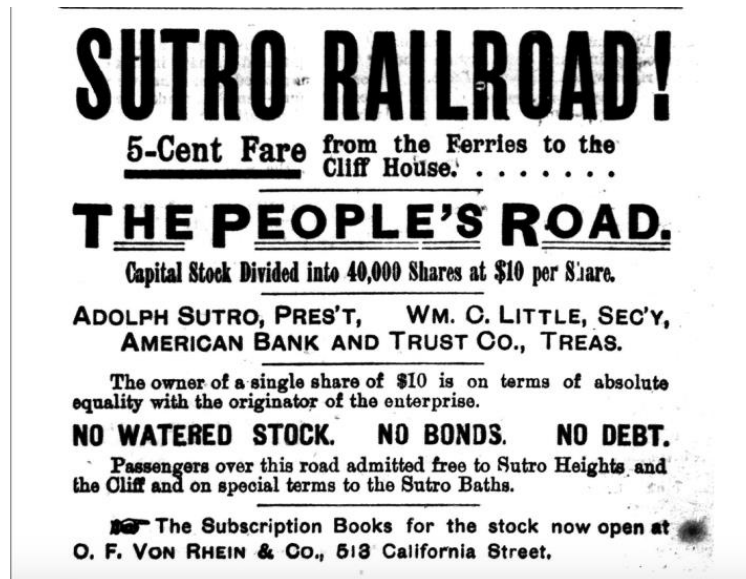 SUTRO RAILROAD!
5-Cent Fare from the Ferries to the
Cliff House. . . . . . . .
THE PEOPLE'S ROAD.
Capital Stock Divided into 40,000 Shares at $10 per Share.
ADOLPH SUTRO, PRES'T, WM. C. LITTLE, SEC'Y,
AMERICAN BANK AND TRUST CO., TREAS.
The owner of a single share of $10 is on terms of absolute
equality with the originator of the enterprise.
NO WATERED STOCK. NO BONDS. NO DEBT.
Passengers over this road admitted free to Sutro Heights and
the Cliff and on special terms to the Sutro Baths.
☞ The Subscription Books for the stock now open at
O. F. VON RHEIN & CO., 513 California Street.